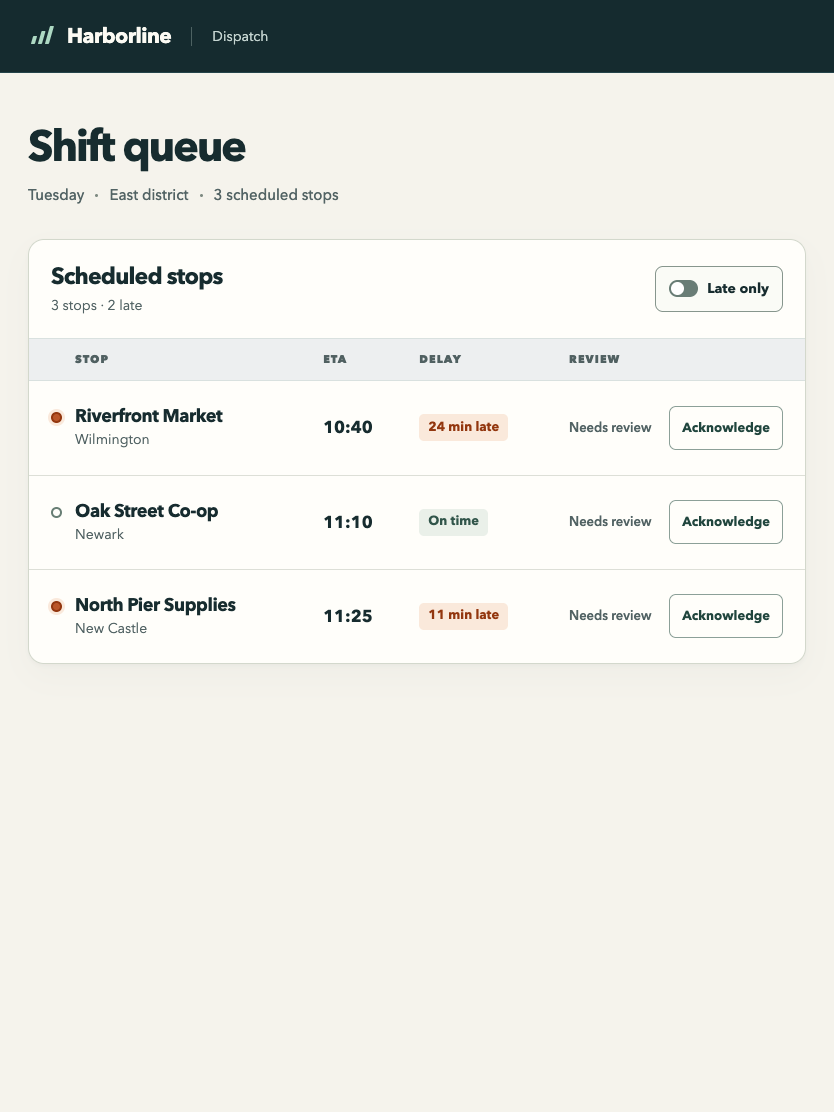 Harborline Dispatch
Shift queue
Tuesday · East district · 3 scheduled stops
Scheduled stops
3 stops · 2 late
Late only
STOP ETA DELAY REVIEW
Riverfront Market
Wilmington
10:40
24 min late
Needs review
Acknowledge
Oak Street Co-op
Newark
11:10
On time
Needs review
Acknowledge
North Pier Supplies
New Castle
11:25
11 min late
Needs review
Acknowledge